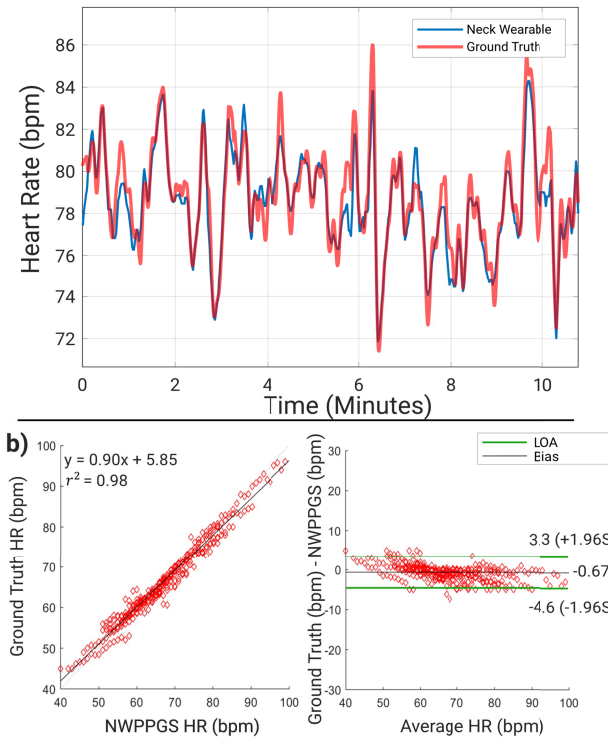 Neck Wearable
Ground Truth
Heart Rate (bpm)
86
84
82
80
78
76
74
72
0 2 4 6 8 10
Time (Minutes)
b)
y = 0.90x + 5.85
r² = 0.98
Ground Truth HR (bpm)
100
90
80
70
60
50
40
40 50 60 70 80 90 100
NWPPGS HR (bpm)
LOA
Eias
Ground Truth (bpm) - NWPPGS (bpm)
30
20
10
0
-10
-20
-30
3.3 (+1.96S
-0.67
-4.6 (-1.96S
40 50 60 70 80 90 100
Average HR (bpm)